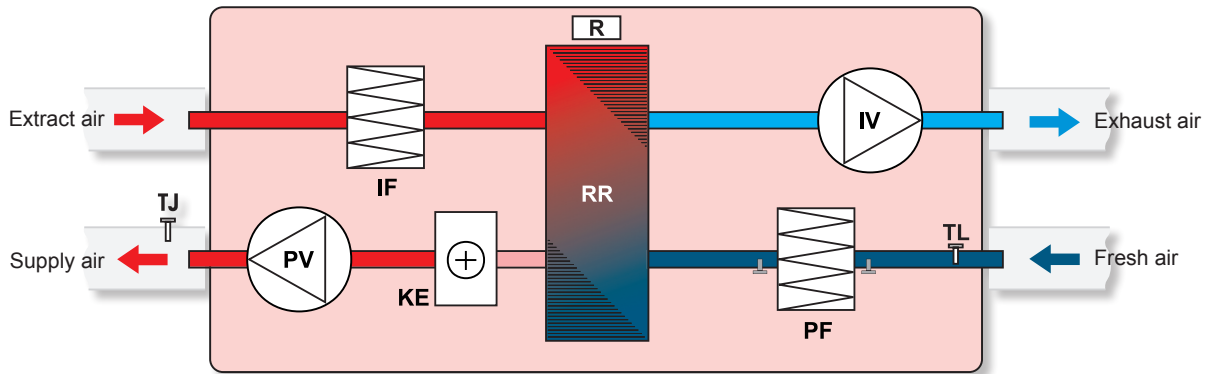 R
Extract air
IV
Exhaust air
IF
RR
TJ
TL
Supply air
PV
KE
Fresh air
PF